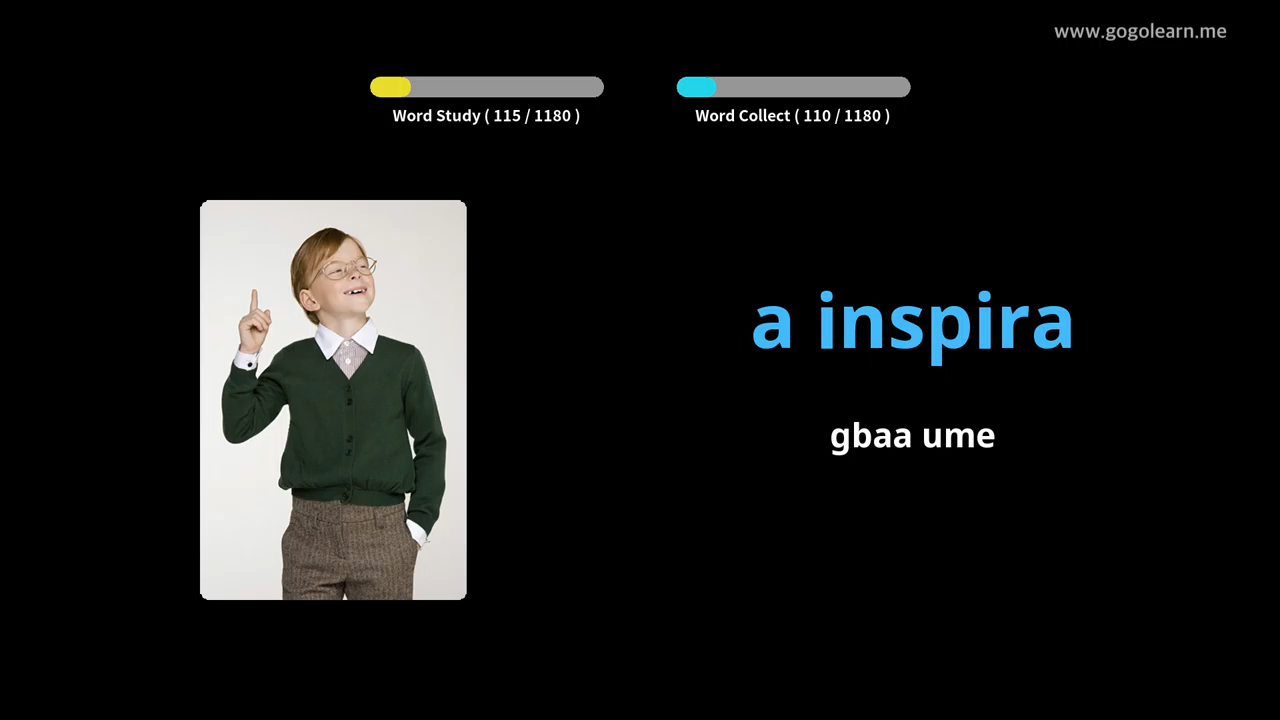 www.gogolearn.me
Word Study ( 115 / 1180 )
Word Collect ( 110 / 1180 )
a inspira
gbaa ume